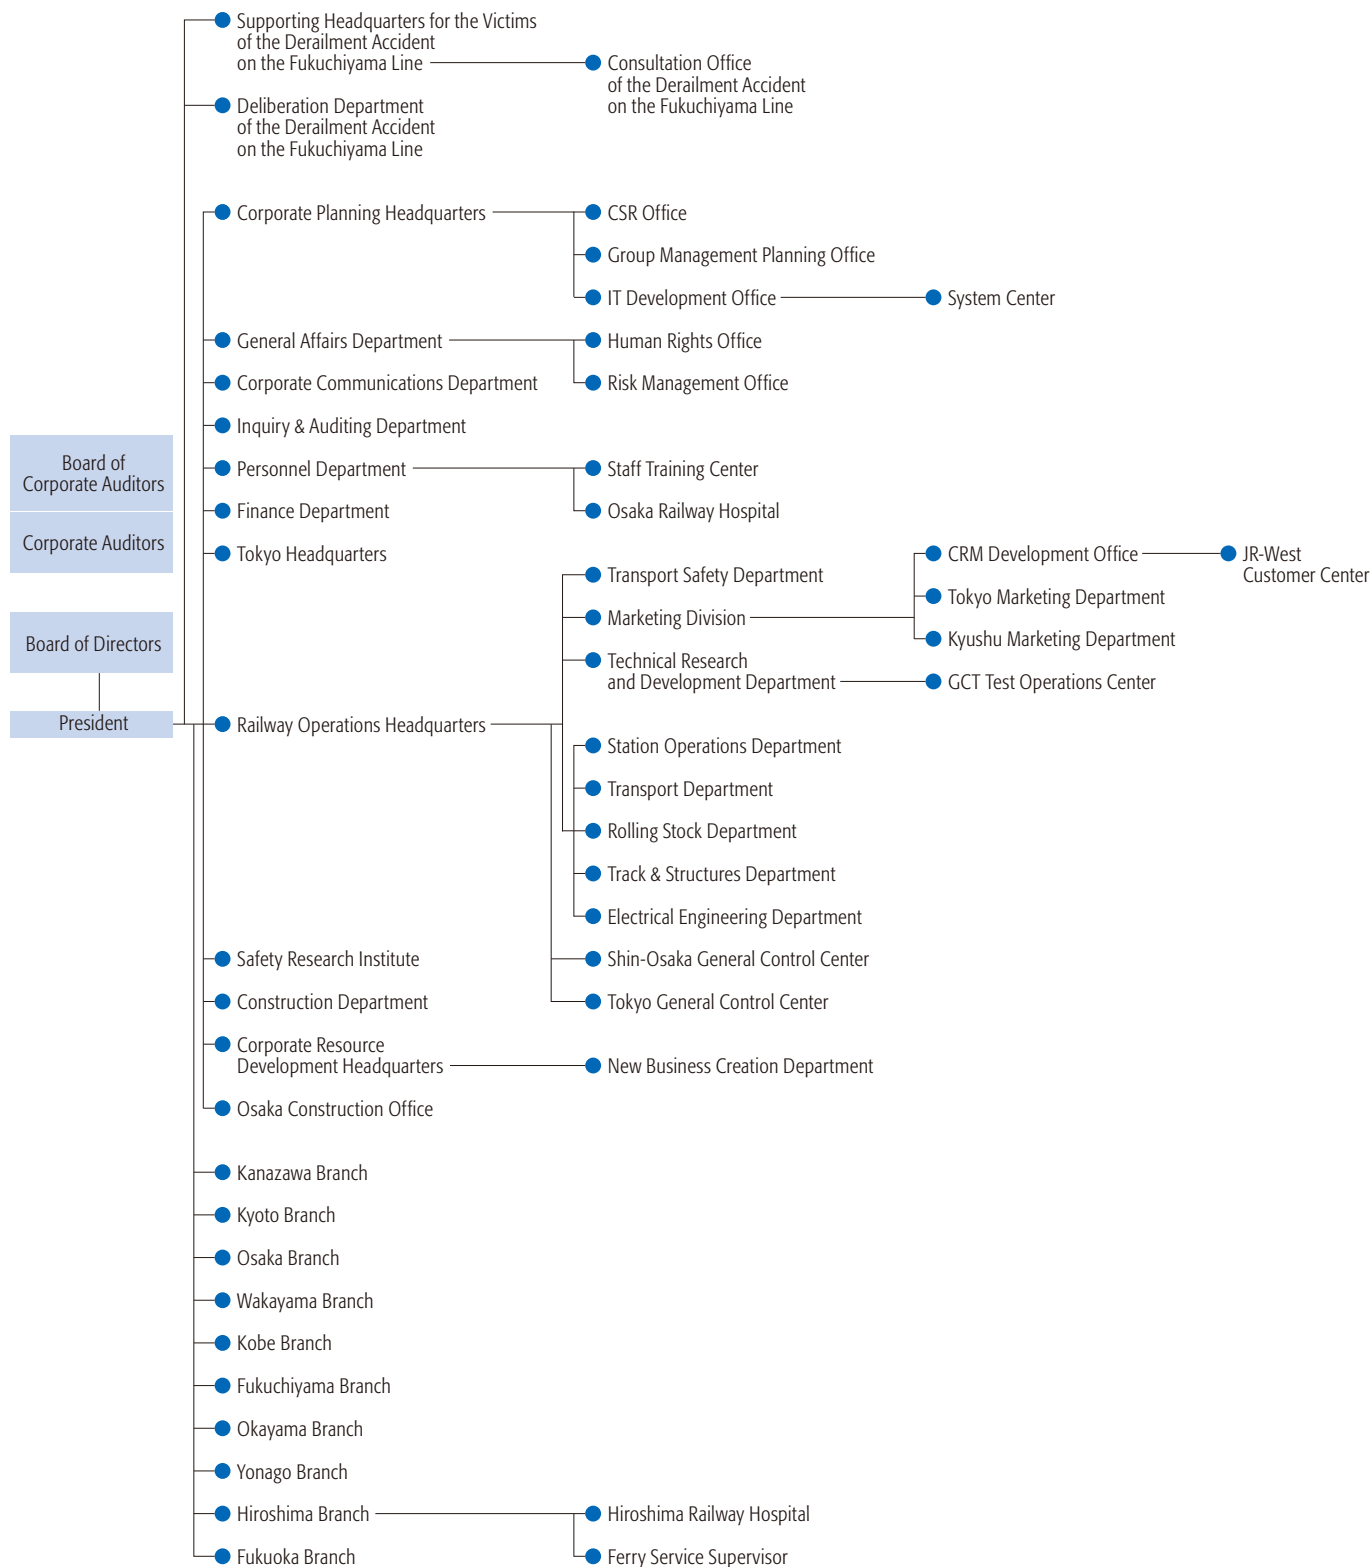 Supporting Headquarters for the Victims
of the Derailment Accident
on the Fukuchiyama Line
Consultation Office
of the Derailment Accident
on the Fukuchiyama Line
Deliberation Department
of the Derailment Accident
on the Fukuchiyama Line
Corporate Planning Headquarters
CSR Office
Group Management Planning Office
IT Development Office
System Center
General Affairs Department
Human Rights Office
Risk Management Office
Corporate Communications Department
Inquiry & Auditing Department
Board of
Corporate Auditors
Corporate Auditors
Board of Directors
President
Personnel Department
Staff Training Center
Osaka Railway Hospital
Finance Department
Tokyo Headquarters
Railway Operations Headquarters
Transport Safety Department
Marketing Division
CRM Development Office
JR-West
Customer Center
Tokyo Marketing Department
Kyushu Marketing Department
Technical Research
and Development Department
GCT Test Operations Center
Station Operations Department
Transport Department
Rolling Stock Department
Track & Structures Department
Electrical Engineering Department
Shin-Osaka General Control Center
Tokyo General Control Center
Safety Research Institute
Construction Department
Corporate Resource
Development Headquarters
New Business Creation Department
Osaka Construction Office
Kanazawa Branch
Kyoto Branch
Osaka Branch
Wakayama Branch
Kobe Branch
Fukuchiyama Branch
Okayama Branch
Yonago Branch
Hiroshima Branch
Hiroshima Railway Hospital
Ferry Service Supervisor
Fukuoka Branch